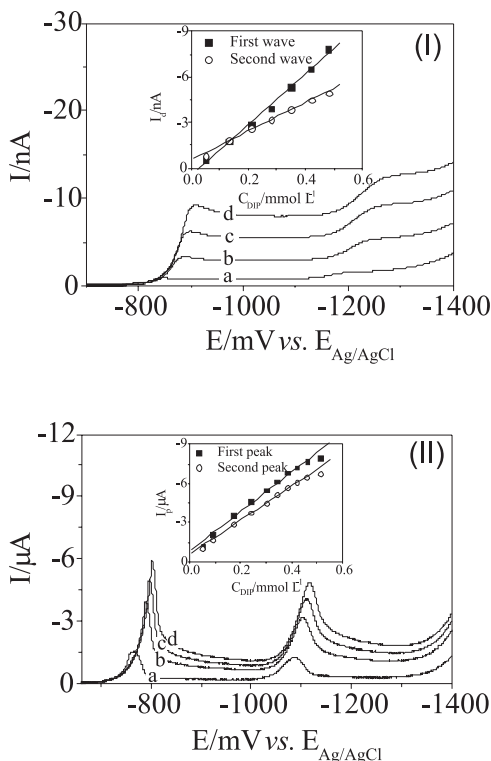 -30
-20
-10
0
I/nA
(I)
-9
-6
-3
0
I_d/nA
First wave
Second wave
0.0 0.2 0.4 0.6
C_DIP/mmol L^-1
d
c
b
a
-800 -1000 -1200 -1400
E/mV vs. E_Ag/AgCl
-12
-9
-6
-3
0
I/μA
(II)
-9
-6
-3
0
I_p/μA
First peak
Second peak
0.0 0.2 0.4 0.6
C_DIP/mmol L^-1
d
c
b
a
-800 -1000 -1200 -1400
E/mV vs. E_Ag/AgCl